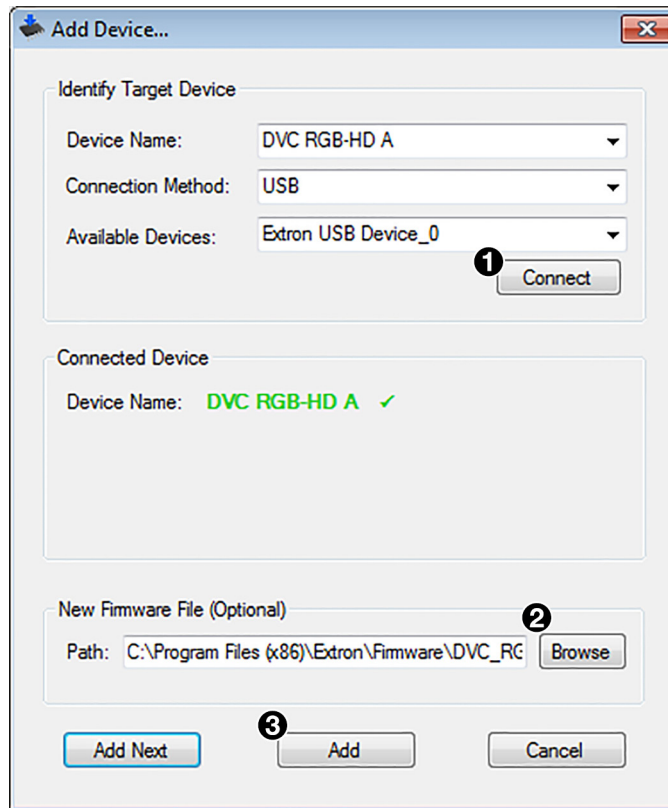 Add Device...
Identify Target Device
Device Name: DVC RGB-HD A
Connection Method: USB
Available Devices: Extron USB Device_0
1 Connect
Connected Device
Device Name: DVC RGB-HD A ✓
New Firmware File (Optional)
2
Path: C:\Program Files (x86)\Extron\Firmware\DVC_RG Browse
3
Add Next Add Cancel